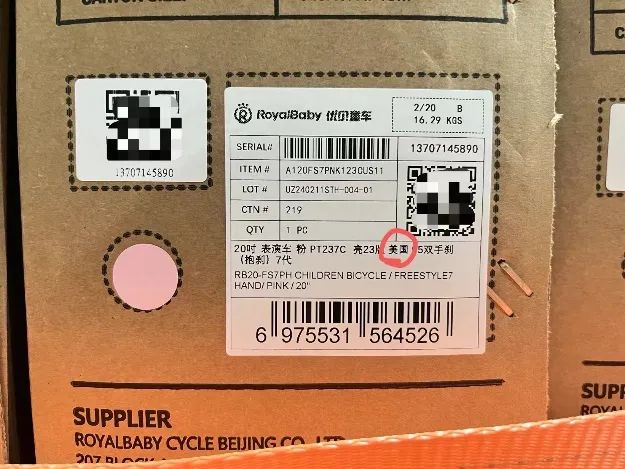 13707145890
RoyalBaby 优贝童车
2/20 B
16.29 KGS
SERIAL#
13707145890
ITEM # A120FS7PNK1230US11
LOT # UZ240211STH-004-01
CTN # 219
QTY 1 PC
20吋 表演车 粉 PT237C 亮23版 美国 95双手刹
(抱刹) 7代
RB20-FS7PH CHILDREN BICYCLE / FREESTYLE7
HAND/ PINK / 20"
6 975531 564526
SUPPLIER
ROYALBABY CYCLE BEIJING CO., LTD
SUPP
ROYA